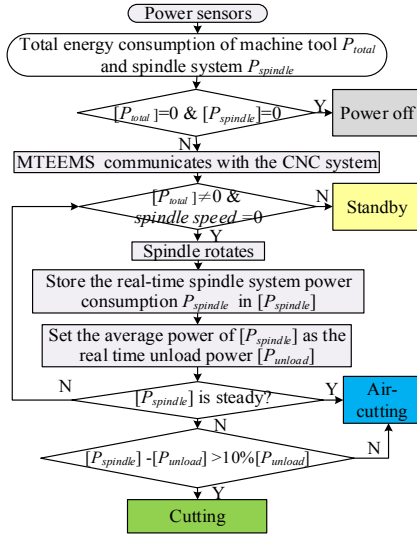 Power sensors
Total energy consumption of machine tool P_total
and spindle system P_spindle
[P_total]=0 & [P_spindle]=0
Y
Power off
N
MTEEMS communicates with the CNC system
[P_total]≠0 &
spindle speed =0
N
Standby
Y
Spindle rotates
Store the real-time spindle system power
consumption P_spindle in [P_spindle]
Set the average power of [P_spindle] as the
real time unload power [P_unload]
N
[P_spindle] is steady?
Y
Air-
cutting
N
[P_spindle] -[P_unload] >10%[P_unload]
N
Y
Cutting